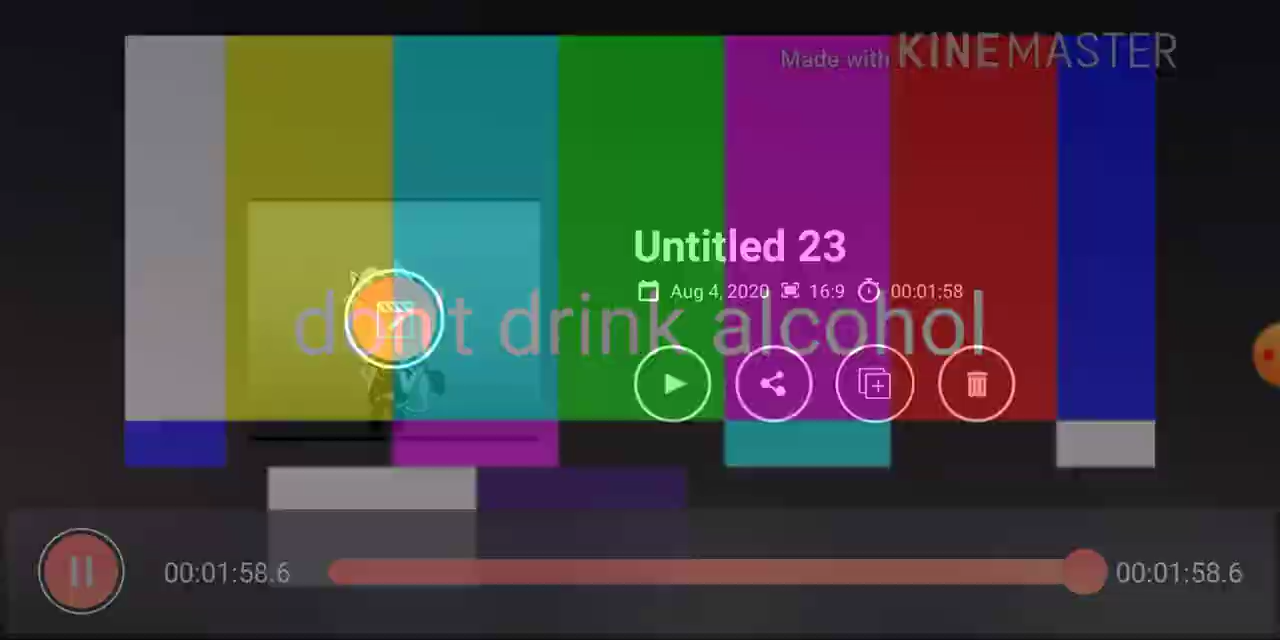 Made with KINEMASTER
Untitled 23
Aug 4, 2020 16:9 00:01:58
don't drink alcohol
00:01:58.6 00:01:58.6